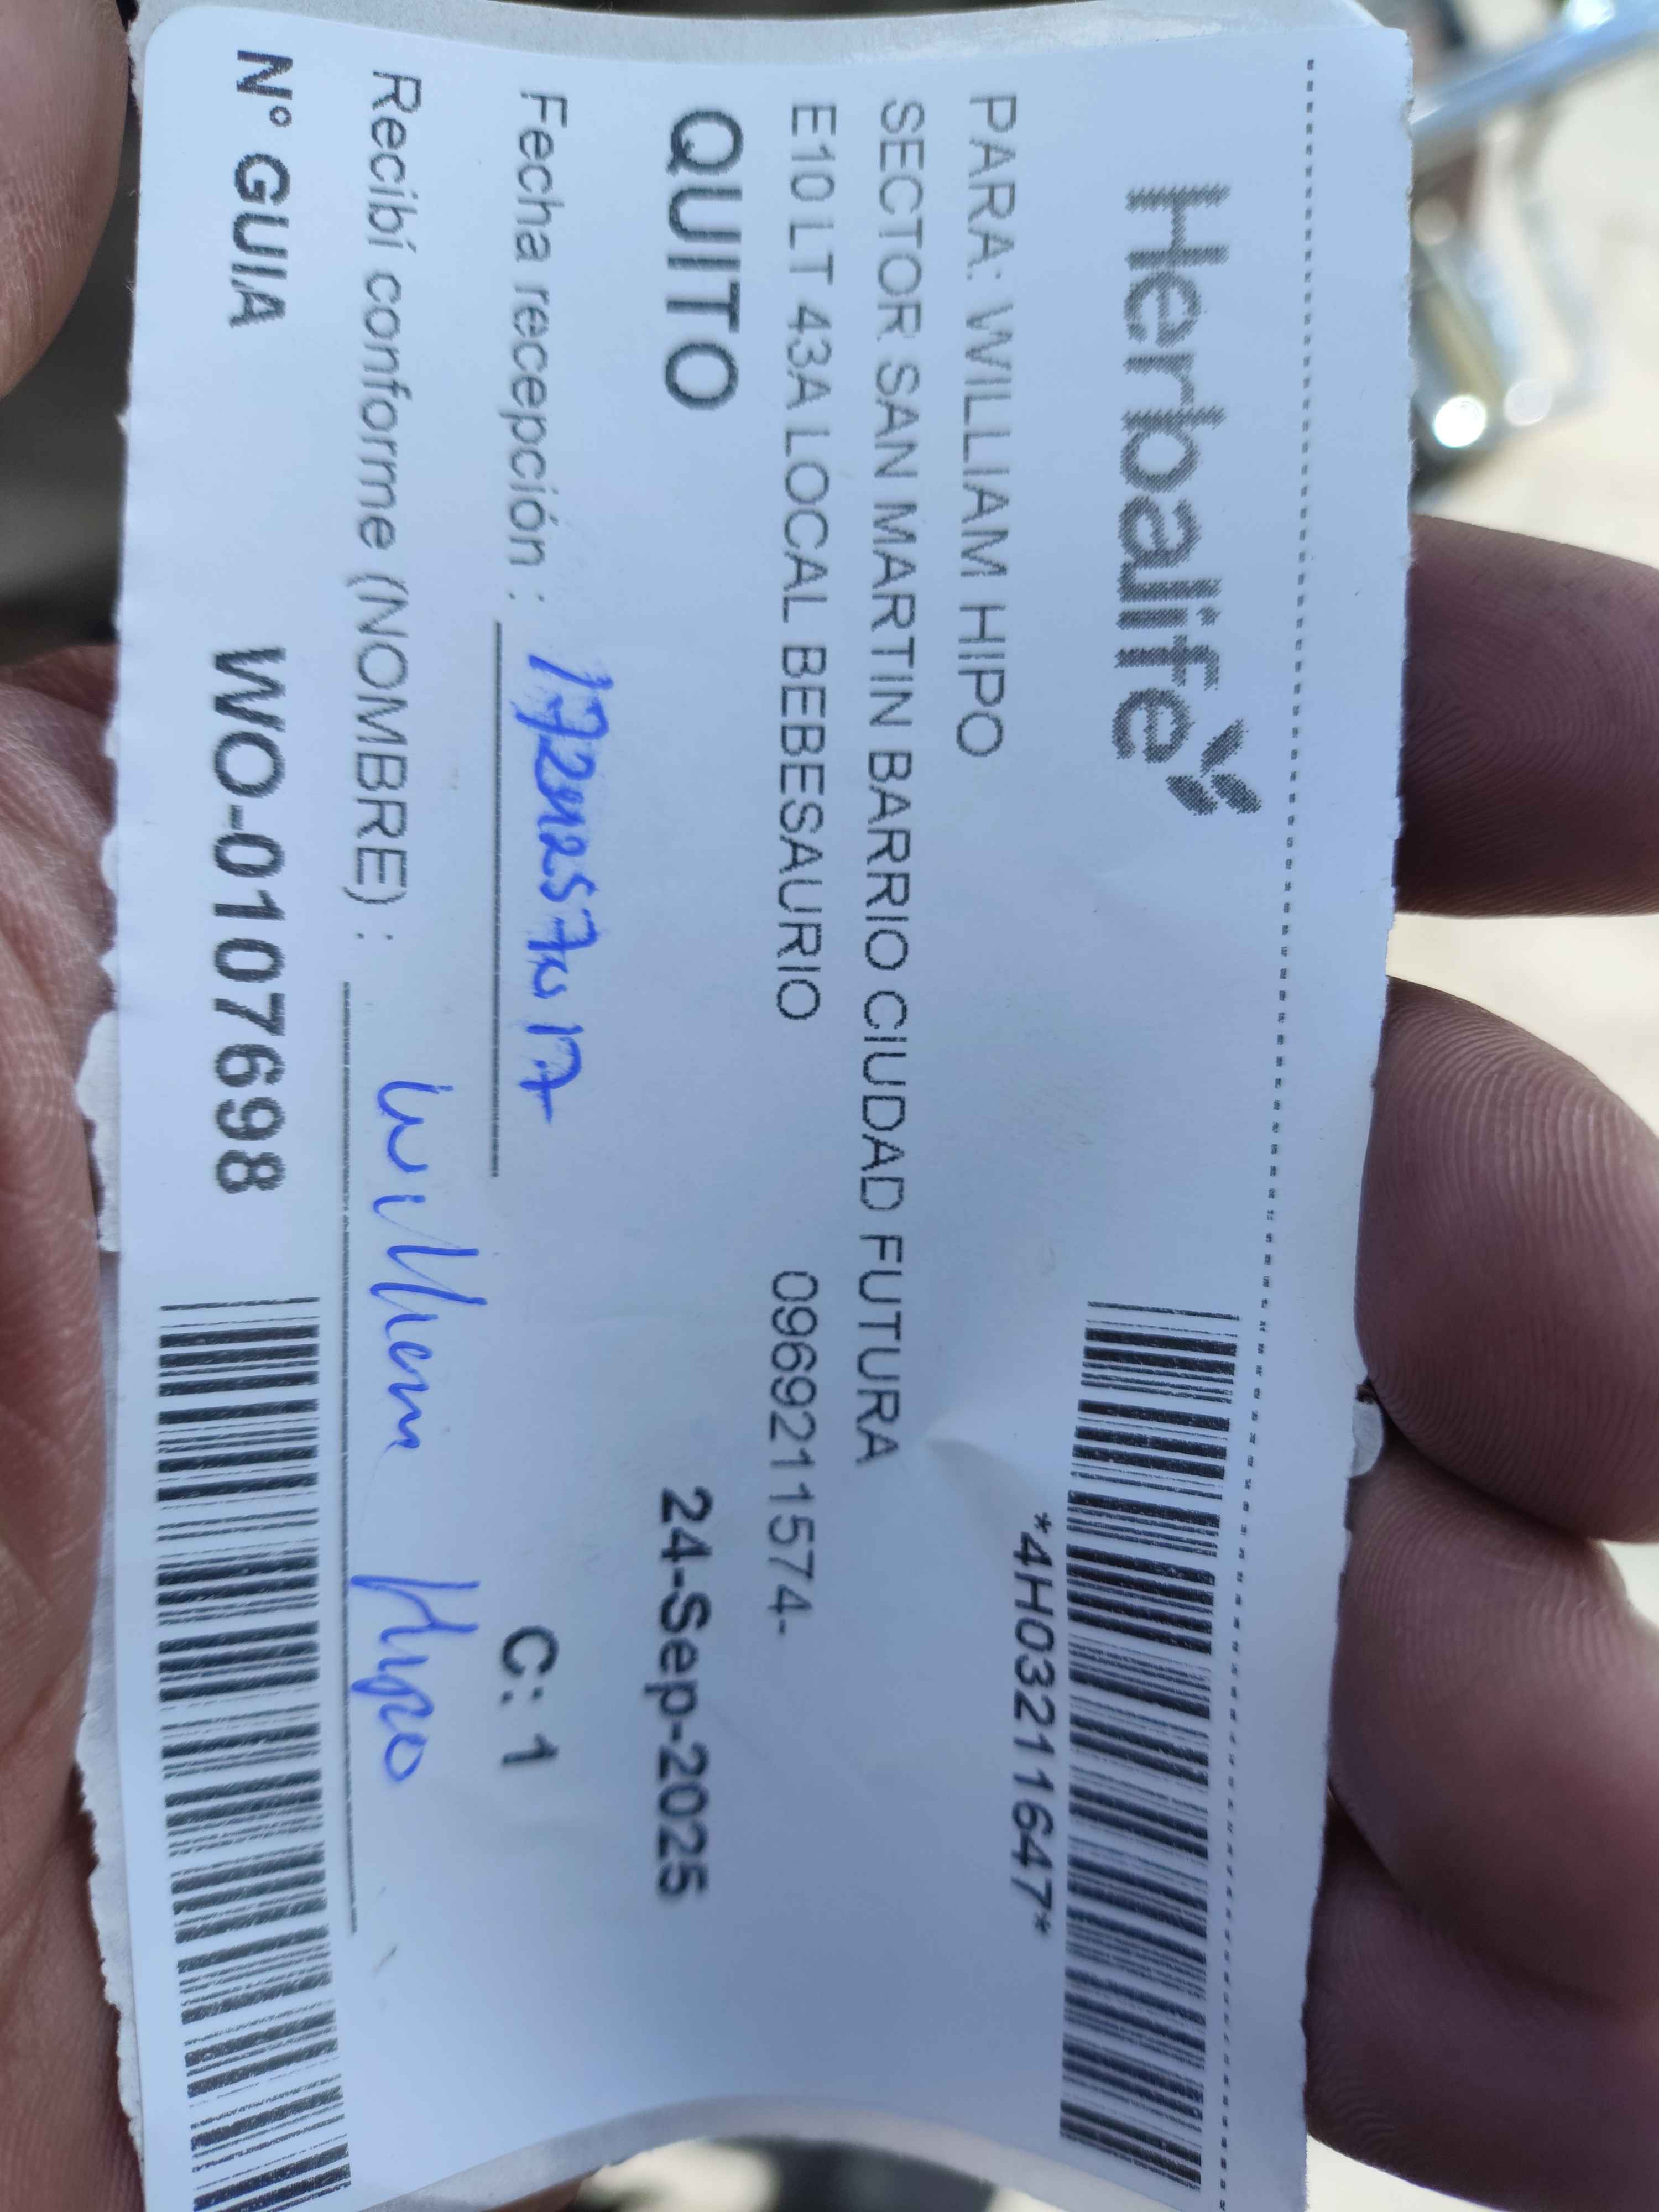 Herbalife
*4H03211647*
PARA: WILLIAM HIPO
SECTOR SAN MARTIN BARRIO CIUDAD FUTURA
E10 LT 43A LOCAL BEBESAURIO 0969211574-
QUITO 24-Sep-2025
Fecha recepción : C: 1
Recibí conforme (NOMBRE) : William Hipo
N° GUIA WO-0107698